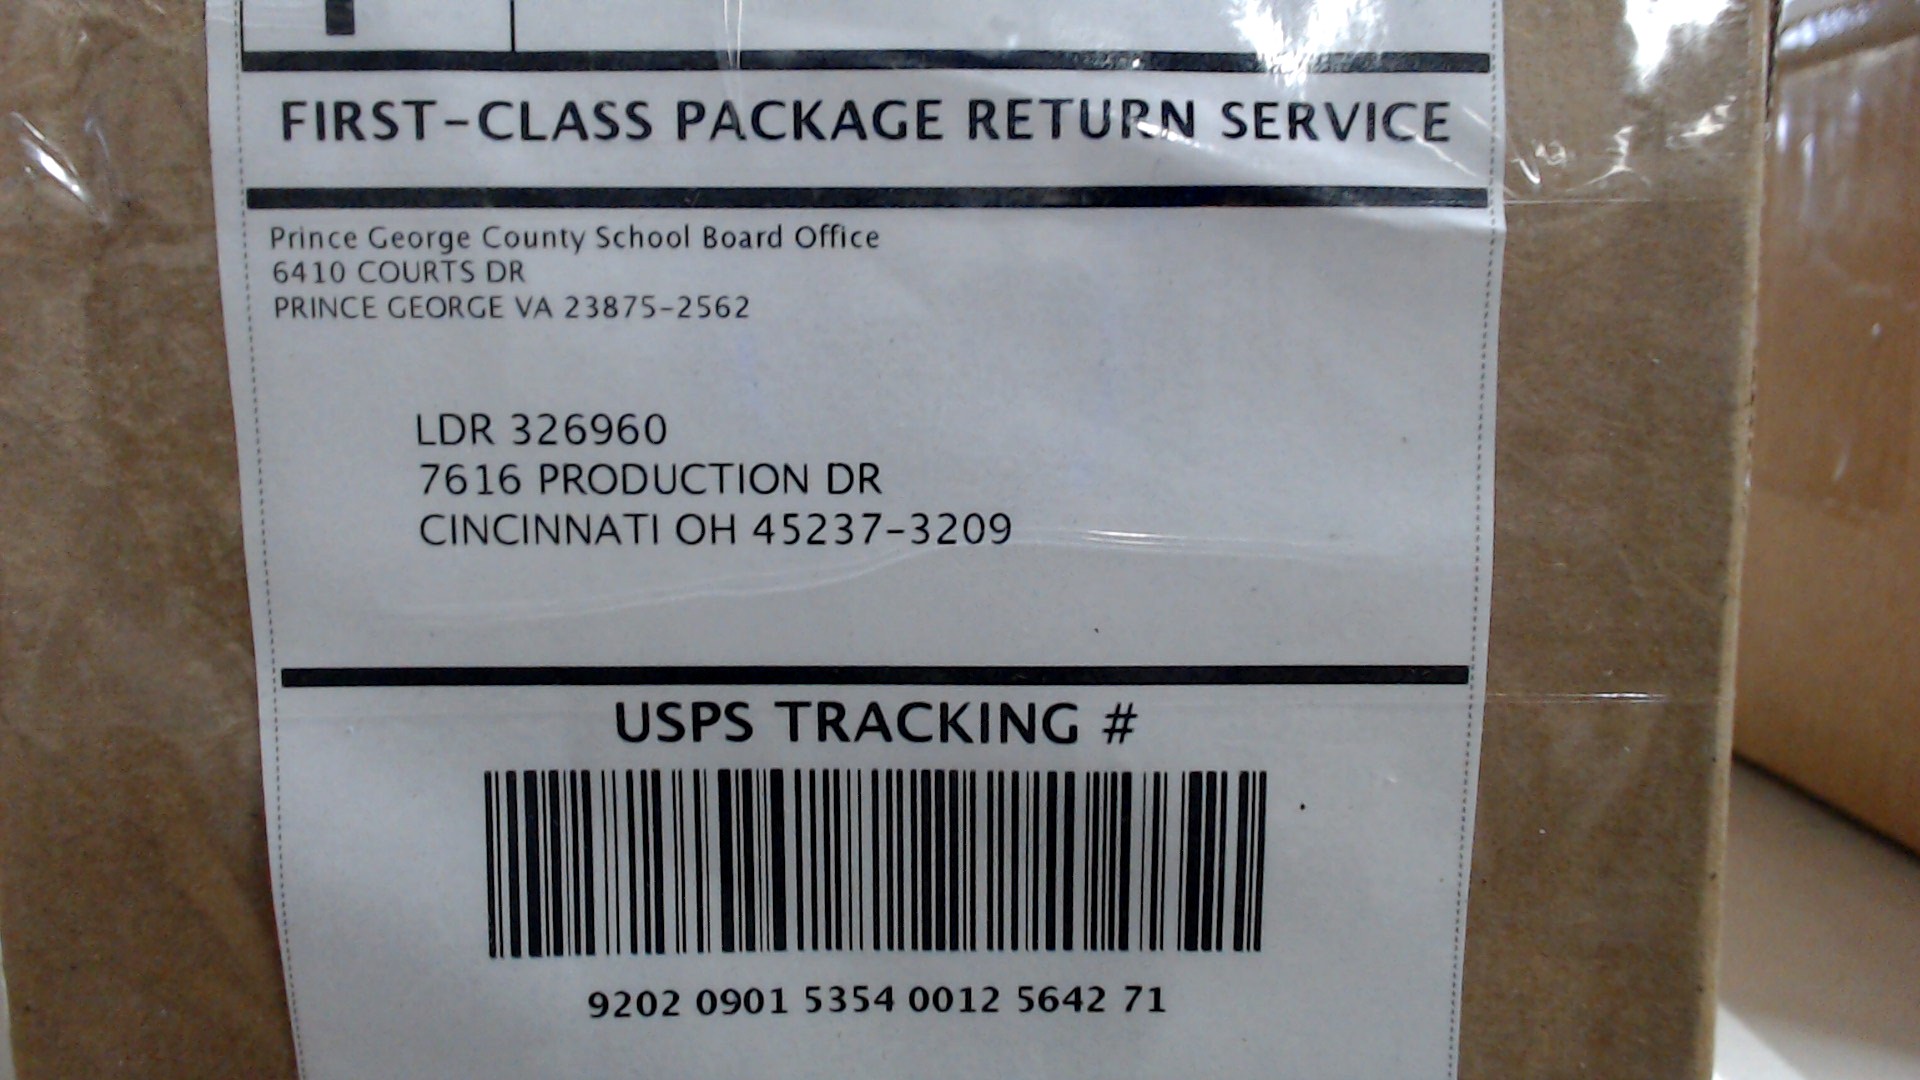 FIRST-CLASS PACKAGE RETURN SERVICE
Prince George County School Board Office
6410 COURTS DR
PRINCE GEORGE VA 23875-2562
LDR 326960
7616 PRODUCTION DR
CINCINNATI OH 45237-3209
USPS TRACKING #
9202 0901 5354 0012 5642 71